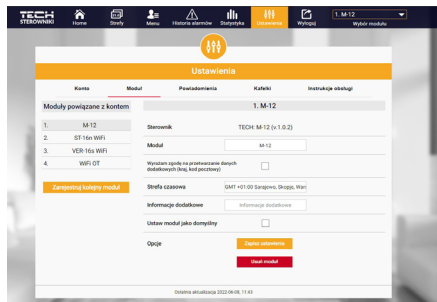 TECH
STEROWNIKI
Home
Strefy
Menu
Historia alarmów
Statystyka
Ustawienia
Wyloguj
1. M-12
Wybór modułu
Ustawienia
Konto
Moduł
Powiadomienia
Kafelki
Instrukcje obsługi
Moduły powiązane z kontem
1. M-12
2. ST-16n WiFi
3. VER-16s WiFi
4. WiFi OT
Zarejestruj kolejny moduł
1. M-12
Sterownik TECH: M-12 (v.1.0.2)
Moduł M-12
Wyrażam zgodę na przetwarzanie danych
dodatkowych (kraj, kod pocztowy)
Strefa czasowa GMT +01:00 Sarajewo, Skopje, Wars
Informacje dodatkowe Informacje dodatkowe
Ustaw moduł jako domyślny
Opcje Zapisz ustawienia
Usuń moduł
Ostatnia aktualizacja 2022-06-08, 11:43